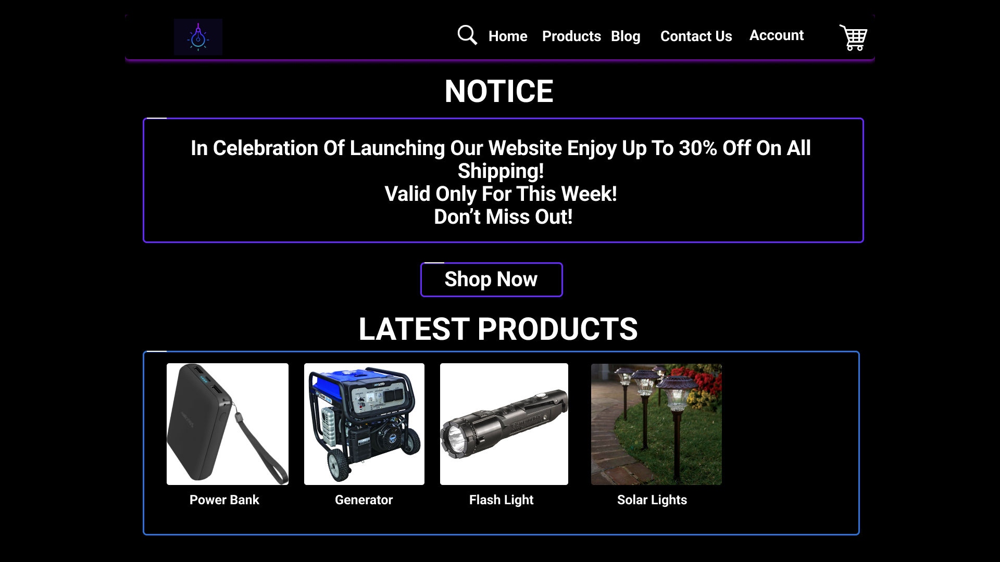 Home Products Blog Contact Us Account
NOTICE
In Celebration Of Launching Our Website Enjoy Up To 30% Off On All
Shipping!
Valid Only For This Week!
Don’t Miss Out!
Shop Now
LATEST PRODUCTS
Power Bank
Generator
Flash Light
Solar Lights